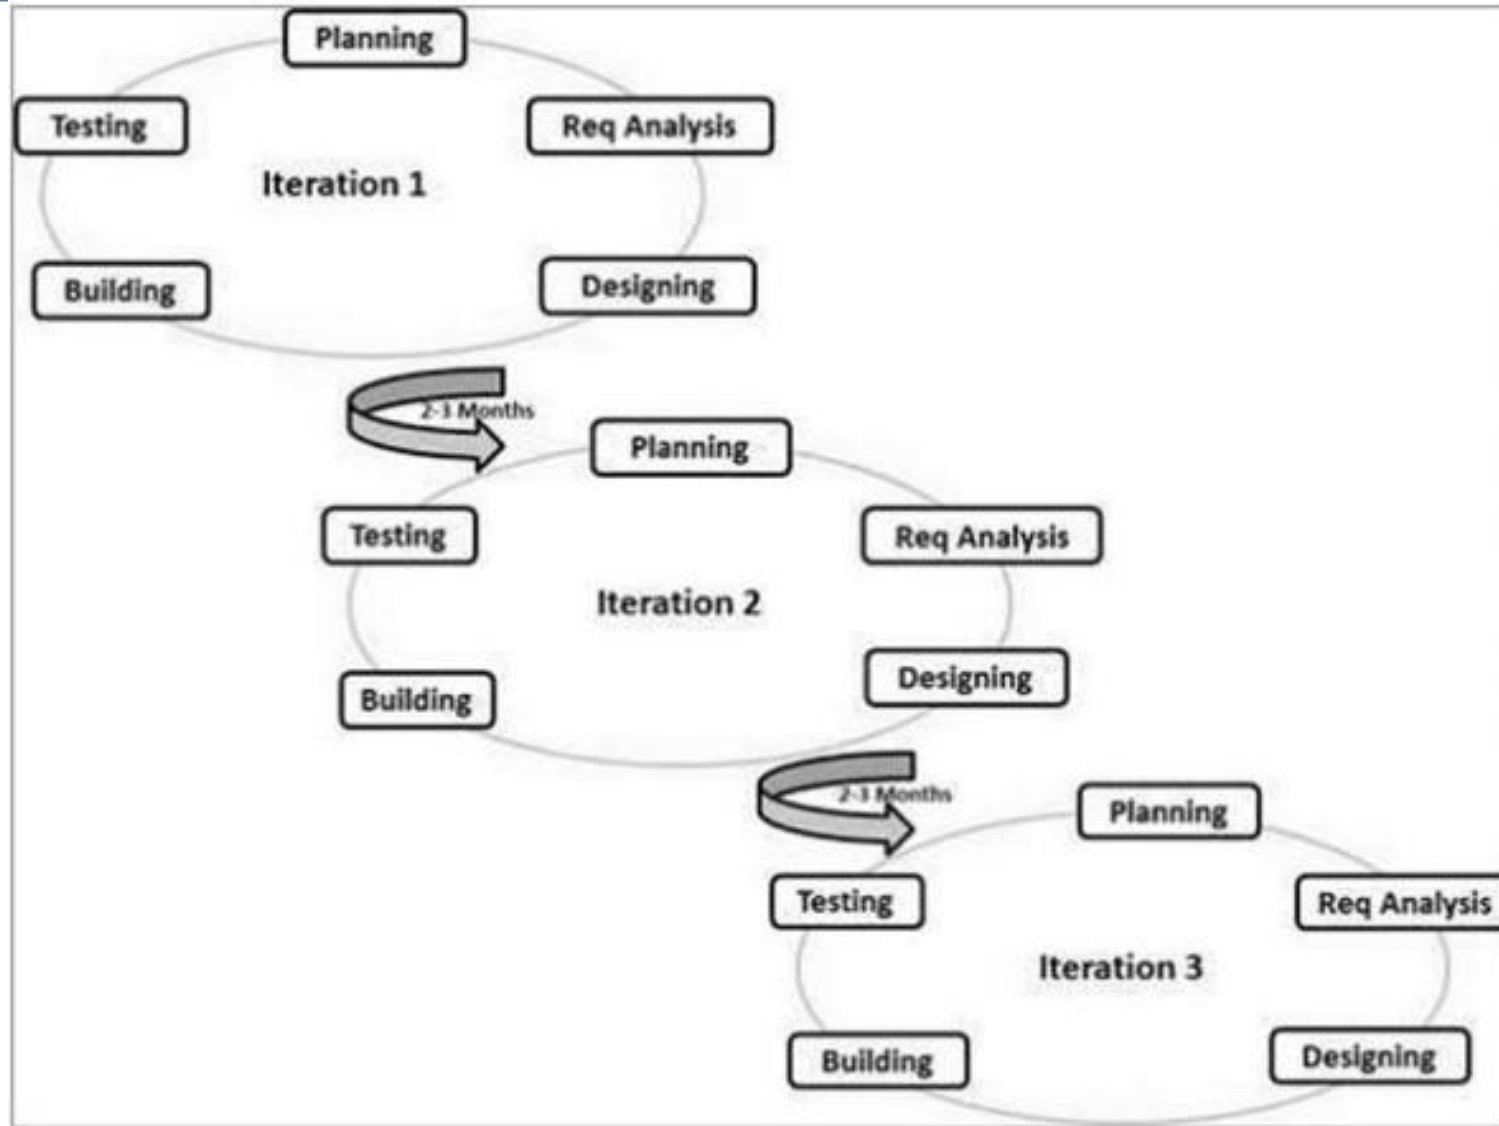 Planning
Testing
Req Analysis
Iteration 1
Building
Designing
2-3 Months
Planning
Testing
Req Analysis
Iteration 2
Building
Designing
2-3 Months
Planning
Testing
Req Analysis
Iteration 3
Building
Designing